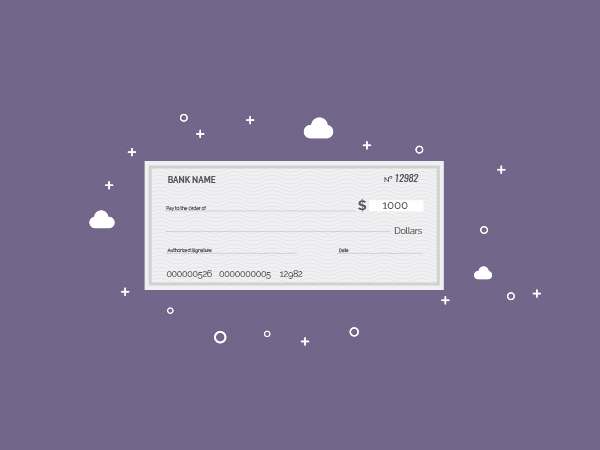 BANK NAME Nº 12982
Pay to the Order of $ 1000
Dollars
Authorized Signature Date
000000526 0000000005 12982